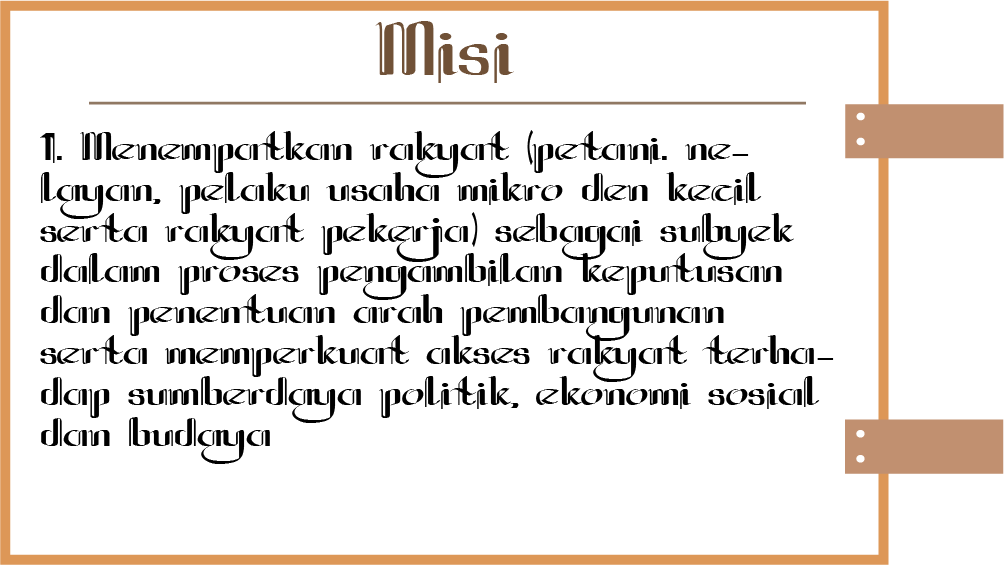 Misi
1. Menempatkan rakyat (petani. ne-
layan, pelaku usaha mikro den kecil
serta rakyat pekerja) sebagai subyek
dalam proses pengambilan keputusan
dan penentuan arah pembangunan
serta memperkuat akses rakyat terha-
dap sumberdaya politik, ekonomi sosial
dan budaya